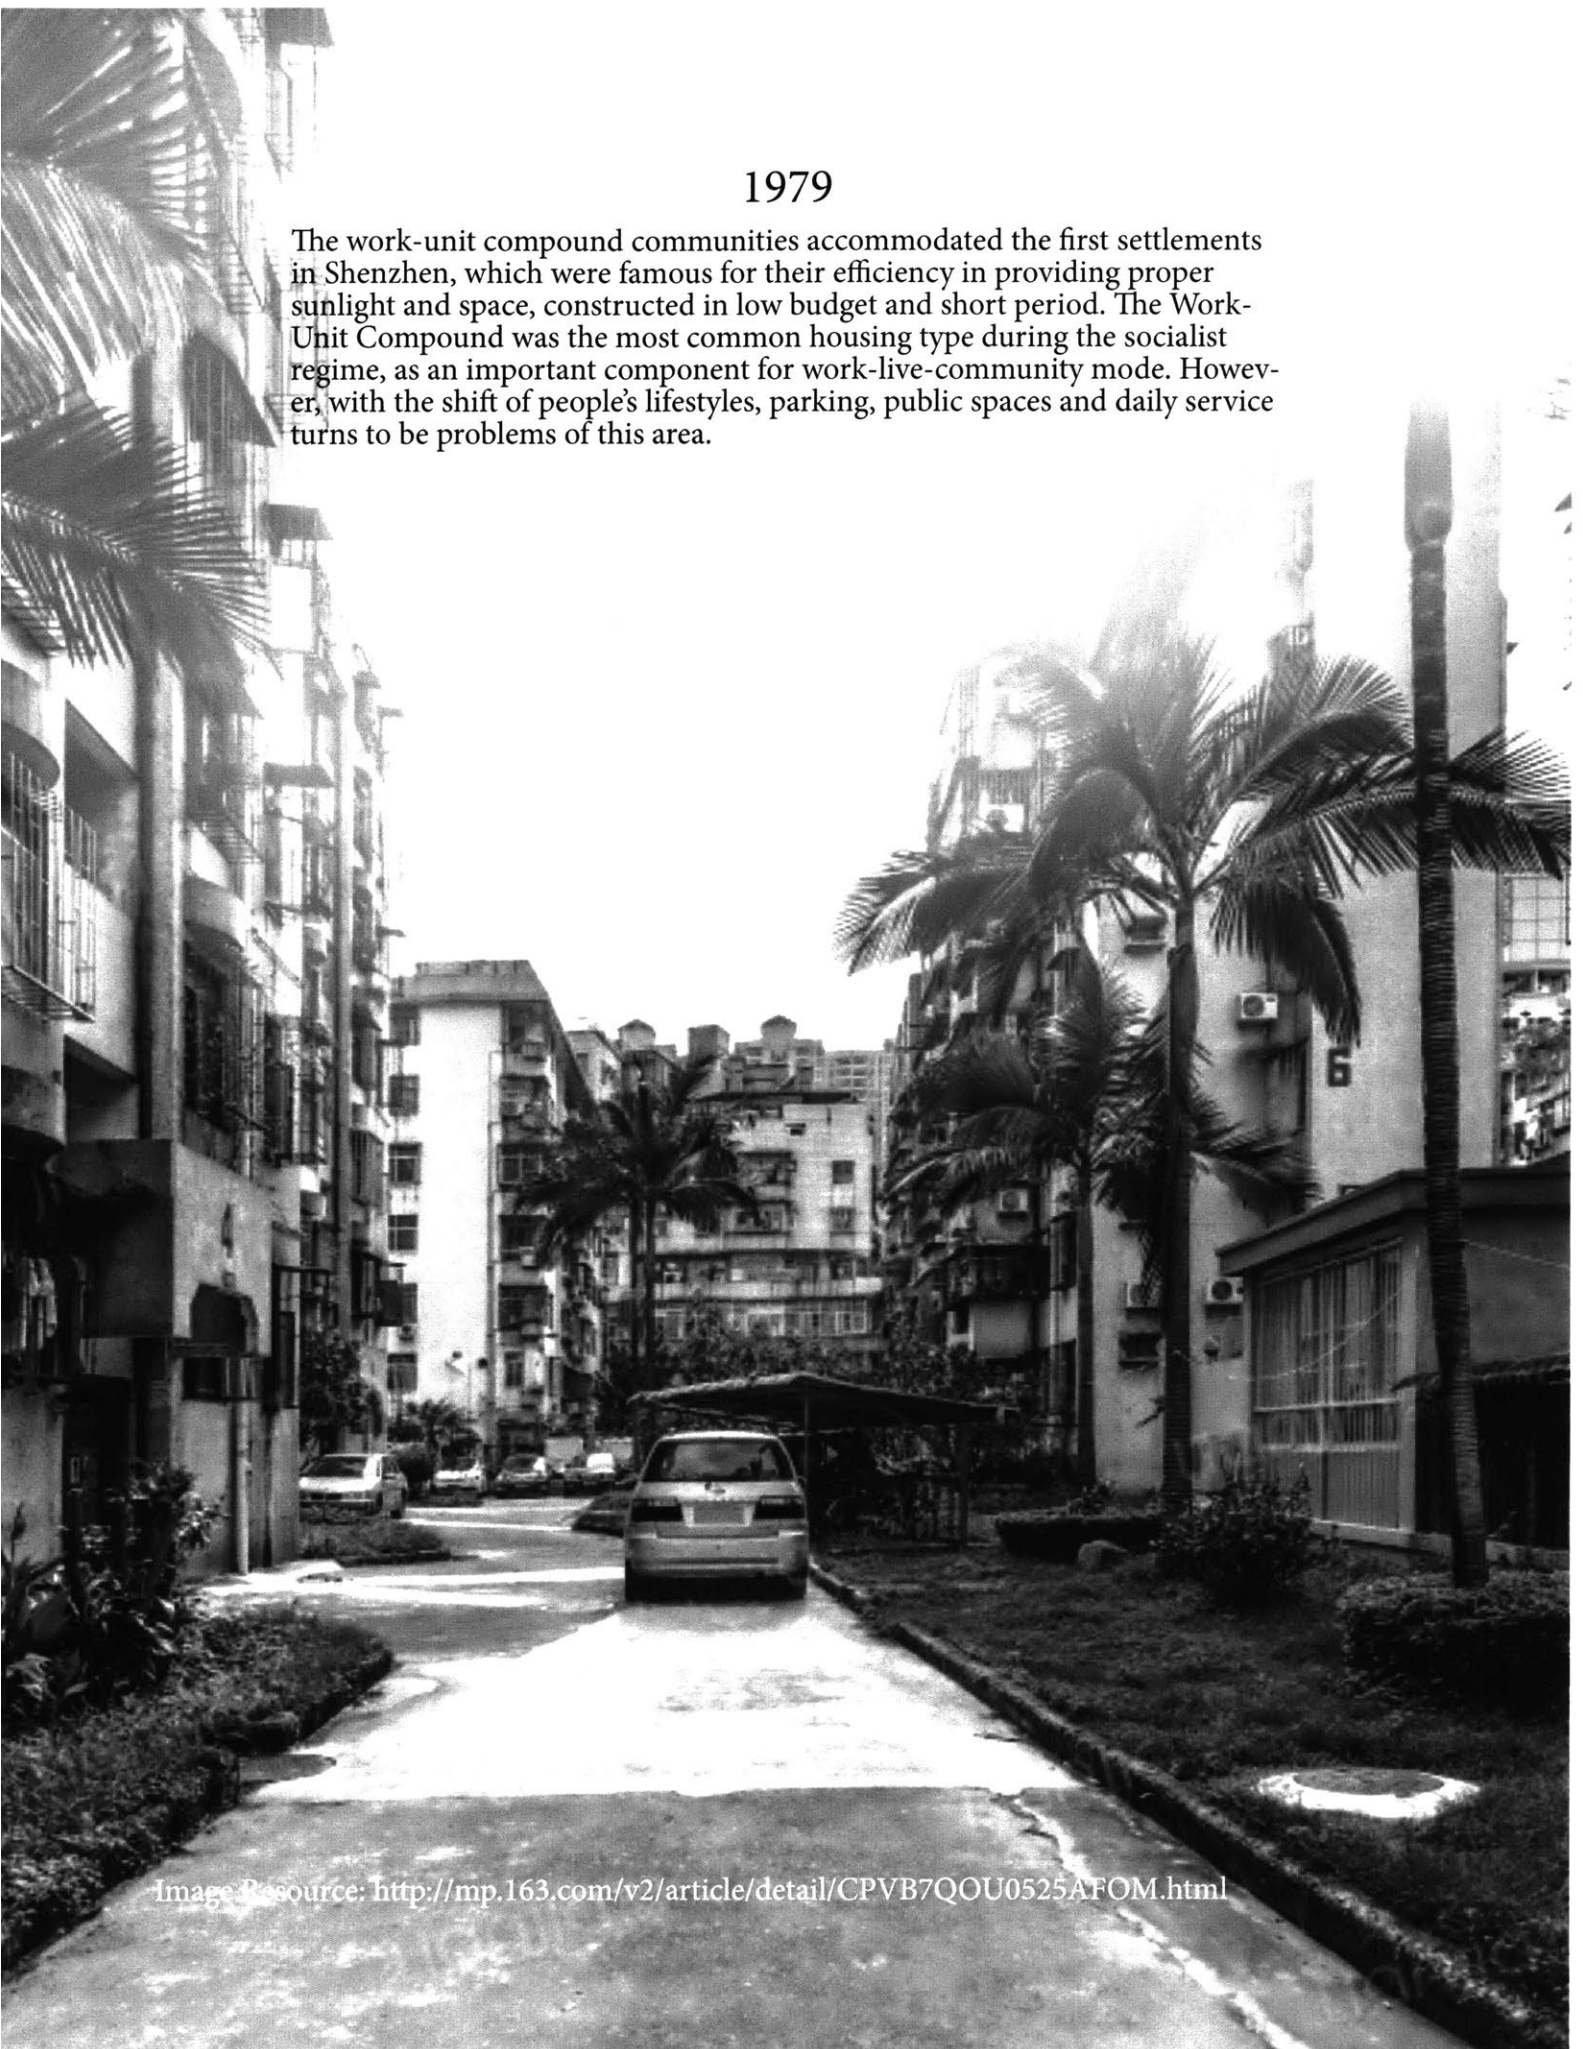 1979
The work-unit compound communities accommodated the first settlements
in Shenzhen, which were famous for their efficiency in providing proper
sunlight and space, constructed in low budget and short period. The Work-
Unit Compound was the most common housing type during the socialist
regime, as an important component for work-live-community mode. Howev-
er, with the shift of people's lifestyles, parking, public spaces and daily service
turns to be problems of this area.
6
4
Image Resource: http://mp.163.com/v2/article/detail/CPVB7QOU0525AFOM.html